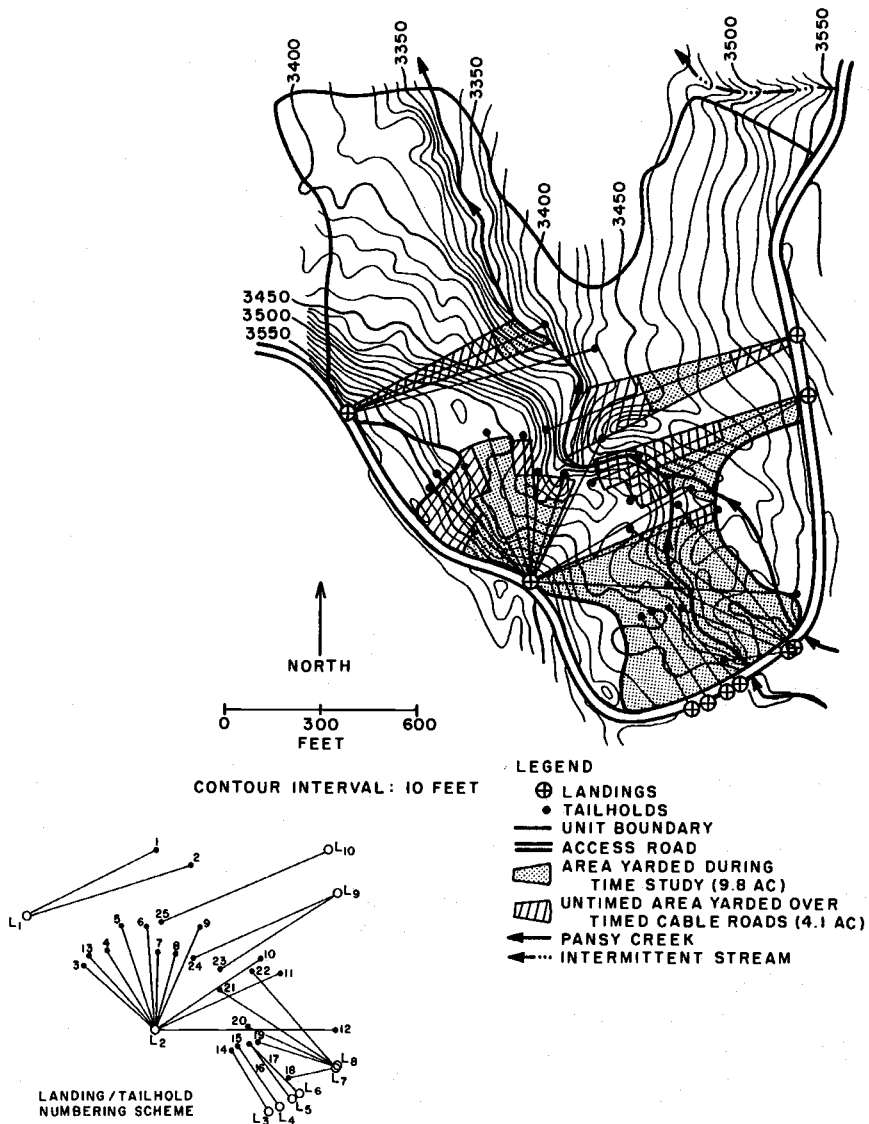 3400
3350
3350
3500
3550
3400
3450
3450
3500
3550
NORTH
0 300 600
FEET
CONTOUR INTERVAL: 10 FEET
LEGEND
LANDINGS
TAILHOLDS
UNIT BOUNDARY
ACCESS ROAD
AREA YARDED DURING
TIME STUDY (9.8 AC)
UNTIMED AREA YARDED OVER
TIMED CABLE ROADS (4.1 AC)
PANSY CREEK
INTERMITTENT STREAM
1
2
L10
L1
L9
5
6
25
9
13
4
7
8
3
24
23
10
22
11
21
L2
20
12
15
19
14
17
16
18
L8
L7
L6
L5
L4
L3
LANDING/TAILHOLD
NUMBERING SCHEME